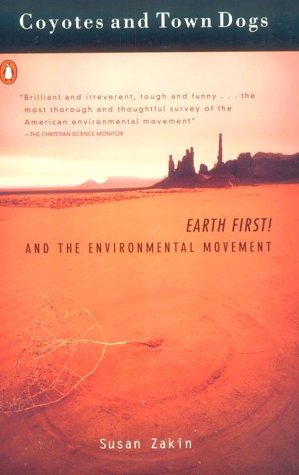 Coyotes and Town Dogs
"Brilliant and irreverent, tough and funny . . . the
most thorough and thoughtful survey of the
American environmental movement"
—THE CHRISTIAN SCIENCE MONITOR
EARTH FIRST!
AND THE ENVIRONMENTAL MOVEMENT
Susan Zakin